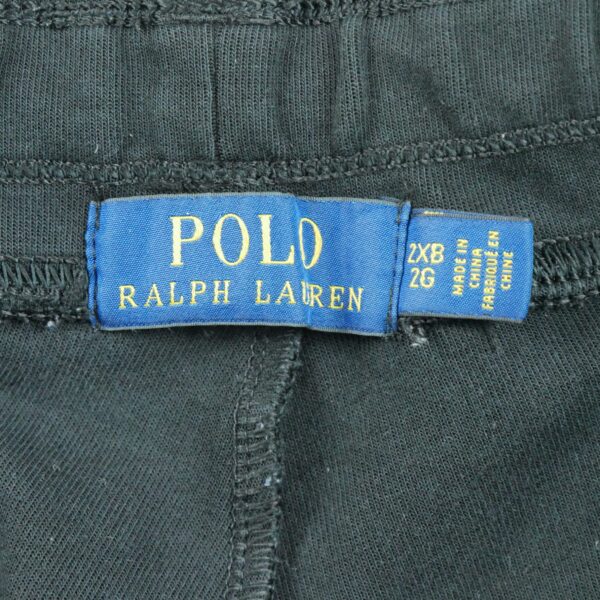 POLO
RALPH LAUREN
2XB
2G
MADE IN
CHINA
FABRIQUÉ EN
CHINE